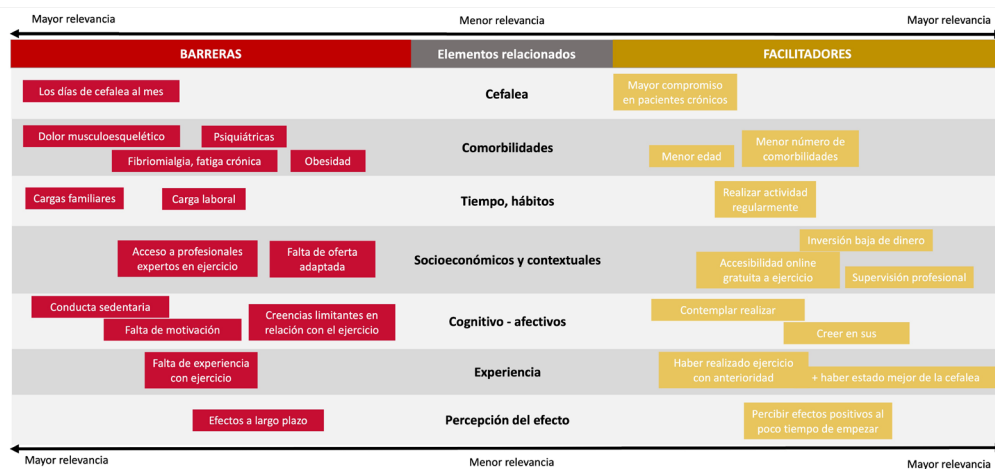 Mayor relevancia
Menor relevancia
Mayor relevancia
BARRERAS
Elementos relacionados
FACILITADORES
Los días de cefalea al mes
Cefalea
Mayor compromiso
en pacientes crónicos
Dolor musculoesquelético
Psiquiátricas
Fibriomialgia, fatiga crónica
Obesidad
Comorbilidades
Menor edad
Menor número de
comorbilidades
Cargas familiares
Carga laboral
Tiempo, hábitos
Realizar actividad
regularmente
Acceso a profesionales
expertos en ejercicio
Falta de oferta
adaptada
Socioeconómicos y contextuales
Inversión baja de dinero
Accesibilidad online
gratuita a ejercicio
Supervisión profesional
Conducta sedentaria
Falta de motivación
Creencias limitantes en
relación con el ejercicio
Cognitivo - afectivos
Contemplar realizar
Creer en sus
Falta de experiencia
con ejercicio
Experiencia
Haber realizado ejercicio
con anterioridad
+ haber estado mejor de la cefalea
Efectos a largo plazo
Percepción del efecto
Percibir efectos positivos al
poco tiempo de empezar
Mayor relevancia
Menor relevancia
Mayor relevancia